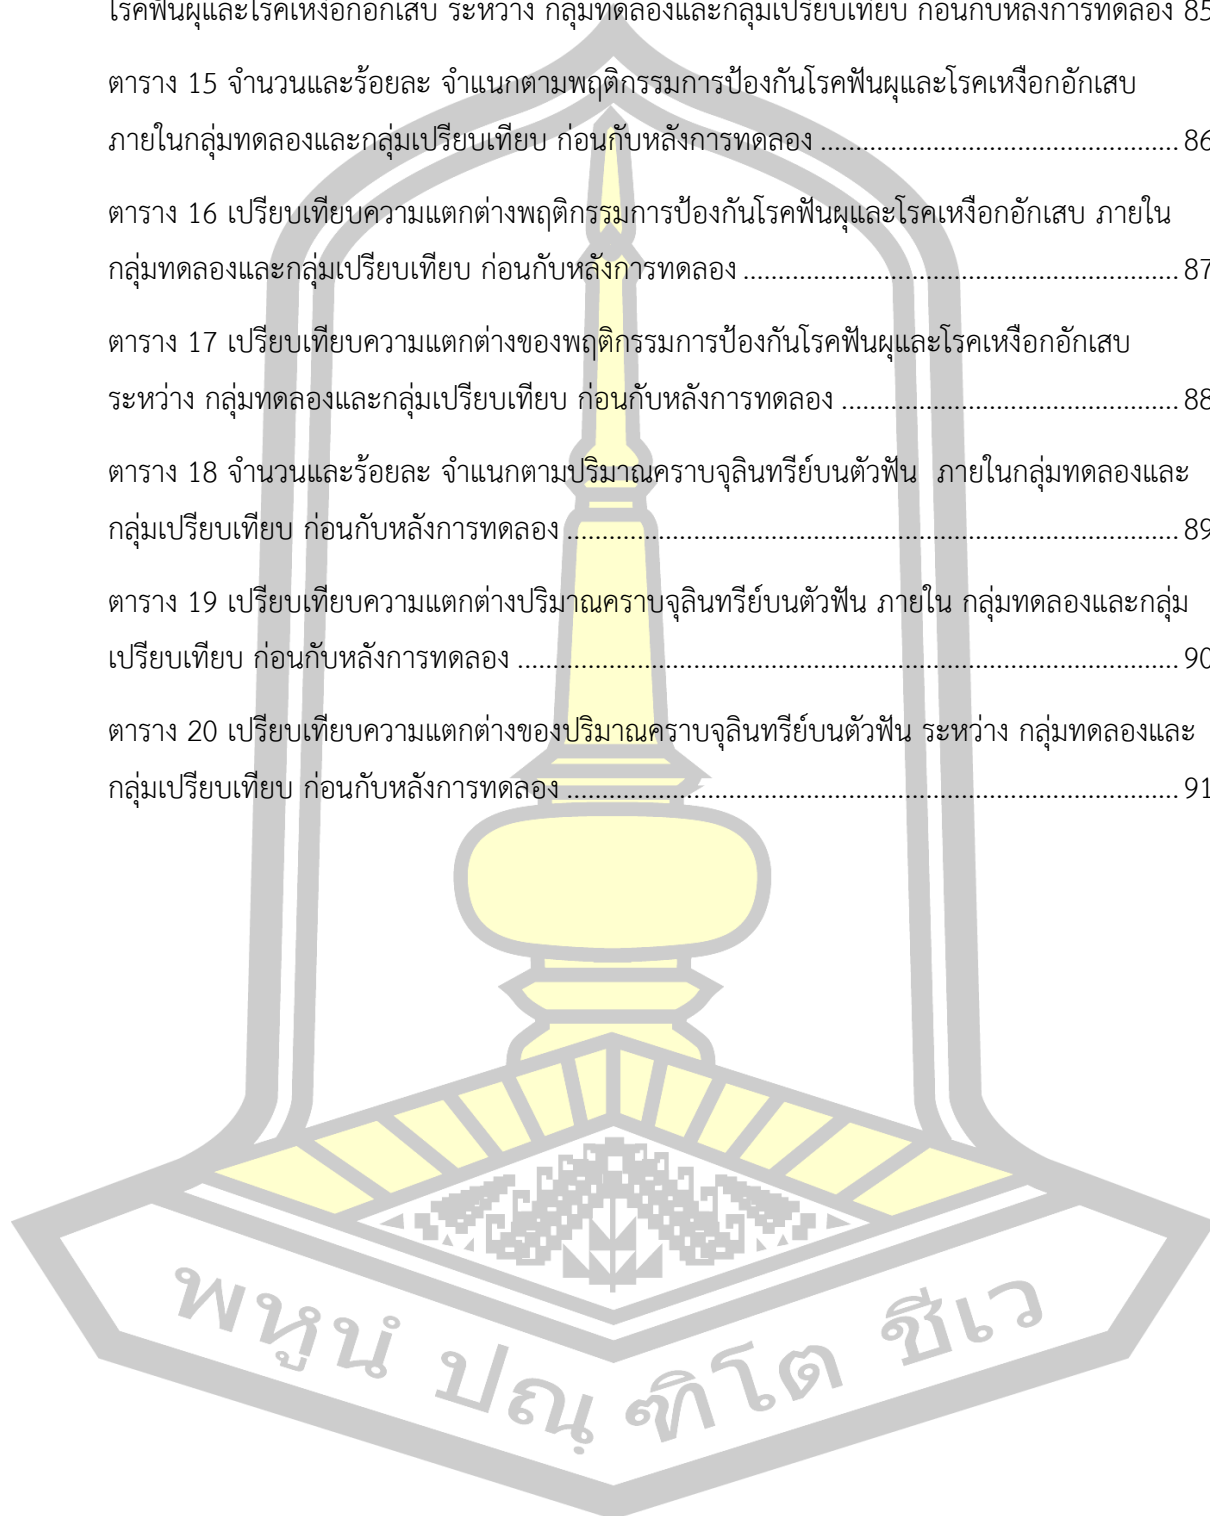 โรคฟันผุและโรคเหงือกอักเสบ ระหว่าง กลุ่มทดลองและกลุ่มเปรียบเทียบ ก่อนกับหลังการทดลอง 85
ตาราง 15 จำนวนและร้อยละ จำแนกตามพฤติกรรมการป้องกันโรคฟันผุและโรคเหงือกอักเสบ
ภายในกลุ่มทดลองและกลุ่มเปรียบเทียบ ก่อนกับหลังการทดลอง ................................................. 86
ตาราง 16 เปรียบเทียบความแตกต่างพฤติกรรมการป้องกันโรคฟันผุและโรคเหงือกอักเสบ ภายใน
กลุ่มทดลองและกลุ่มเปรียบเทียบ ก่อนกับหลังการทดลอง ............................................................ 87
ตาราง 17 เปรียบเทียบความแตกต่างของพฤติกรรมการป้องกันโรคฟันผุและโรคเหงือกอักเสบ
ระหว่าง กลุ่มทดลองและกลุ่มเปรียบเทียบ ก่อนกับหลังการทดลอง .............................................. 88
ตาราง 18 จำนวนและร้อยละ จำแนกตามปริมาณคราบจุลินทรีย์บนตัวฟัน ภายในกลุ่มทดลองและ
กลุ่มเปรียบเทียบ ก่อนกับหลังการทดลอง .................................................................................... 89
ตาราง 19 เปรียบเทียบความแตกต่างปริมาณคราบจุลินทรีย์บนตัวฟัน ภายใน กลุ่มทดลองและกลุ่ม
เปรียบเทียบ ก่อนกับหลังการทดลอง ........................................................................................... 90
ตาราง 20 เปรียบเทียบความแตกต่างของปริมาณคราบจุลินทรีย์บนตัวฟัน ระหว่าง กลุ่มทดลองและ
กลุ่มเปรียบเทียบ ก่อนกับหลังการทดลอง .................................................................................... 91
พหูนํ ปณฺฑิโต ชีเว